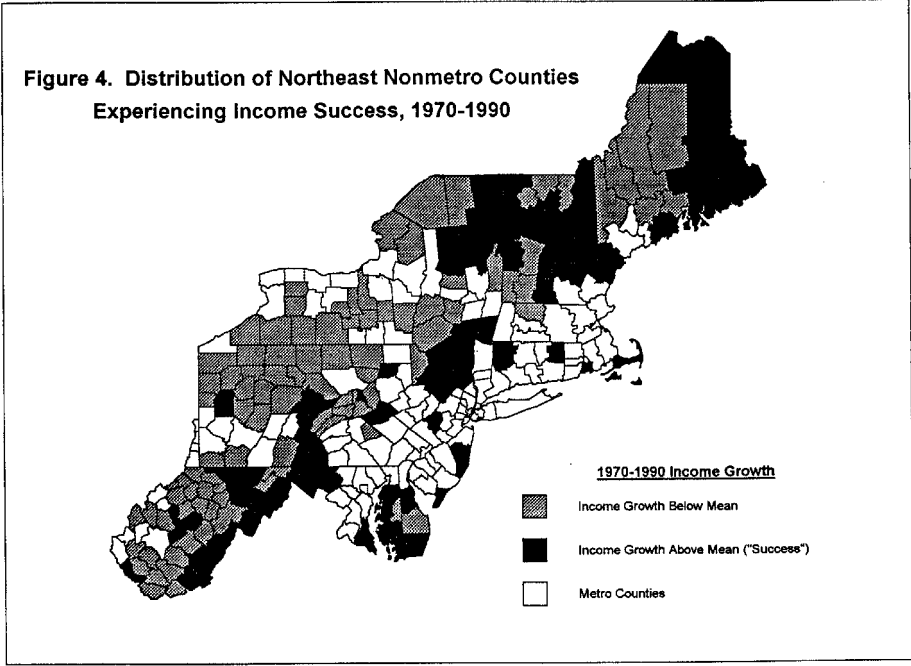 Figure 4. Distribution of Northeast Nonmetro Counties
Experiencing Income Success, 1970-1990
1970-1990 Income Growth
Income Growth Below Mean
Income Growth Above Mean ("Success")
Metro Counties